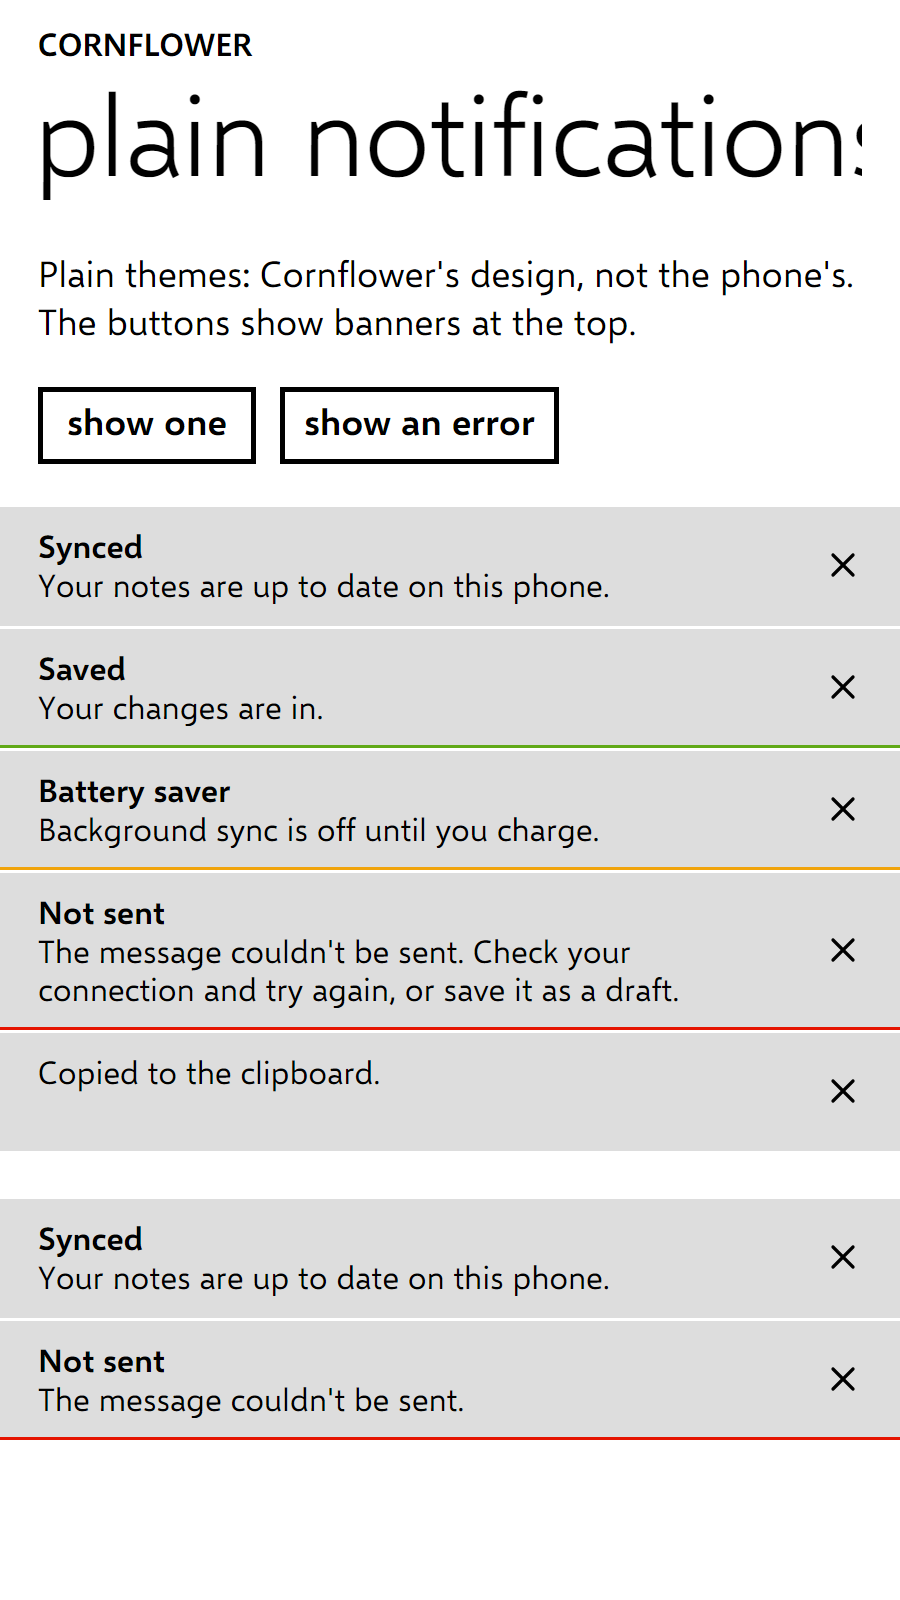 CORNFLOWER
plain notifications
Plain themes: Cornflower's design, not the phone's.
The buttons show banners at the top.
show one
show an error
Synced
Your notes are up to date on this phone.
Saved
Your changes are in.
Battery saver
Background sync is off until you charge.
Not sent
The message couldn't be sent. Check your
connection and try again, or save it as a draft.
Copied to the clipboard.
Synced
Your notes are up to date on this phone.
Not sent
The message couldn't be sent.